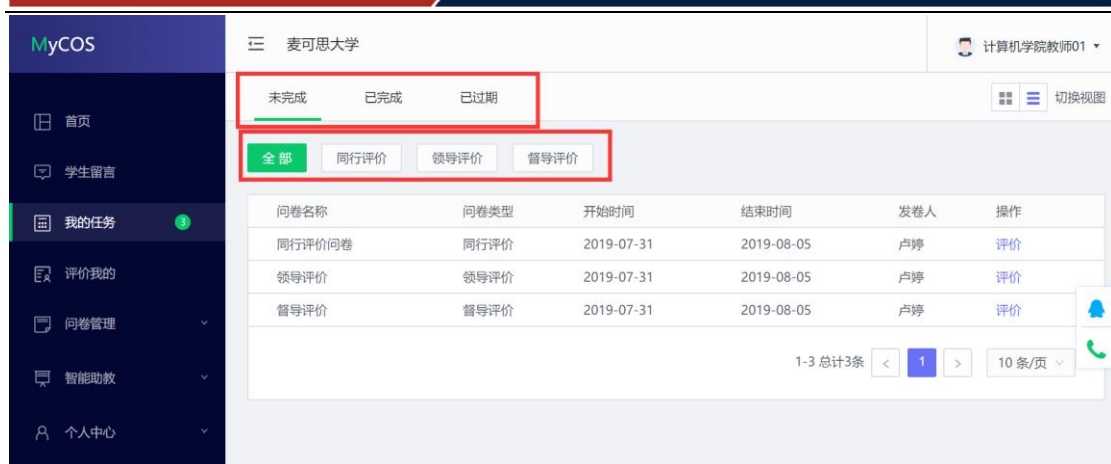 MyCOS
麦可思大学
计算机学院教师01
未完成 已完成 已过期
切换视图
首页
学生留言
我的任务 3
评价我的
问卷管理
智能助教
个人中心
全部 同行评价 领导评价 督导评价
问卷名称 问卷类型 开始时间 结束时间 发卷人 操作
同行评价问卷 同行评价 2019-07-31 2019-08-05 卢婷 评价
领导评价 领导评价 2019-07-31 2019-08-05 卢婷 评价
督导评价 督导评价 2019-07-31 2019-08-05 卢婷 评价
1-3 总计3条 < 1 > 10 条/页